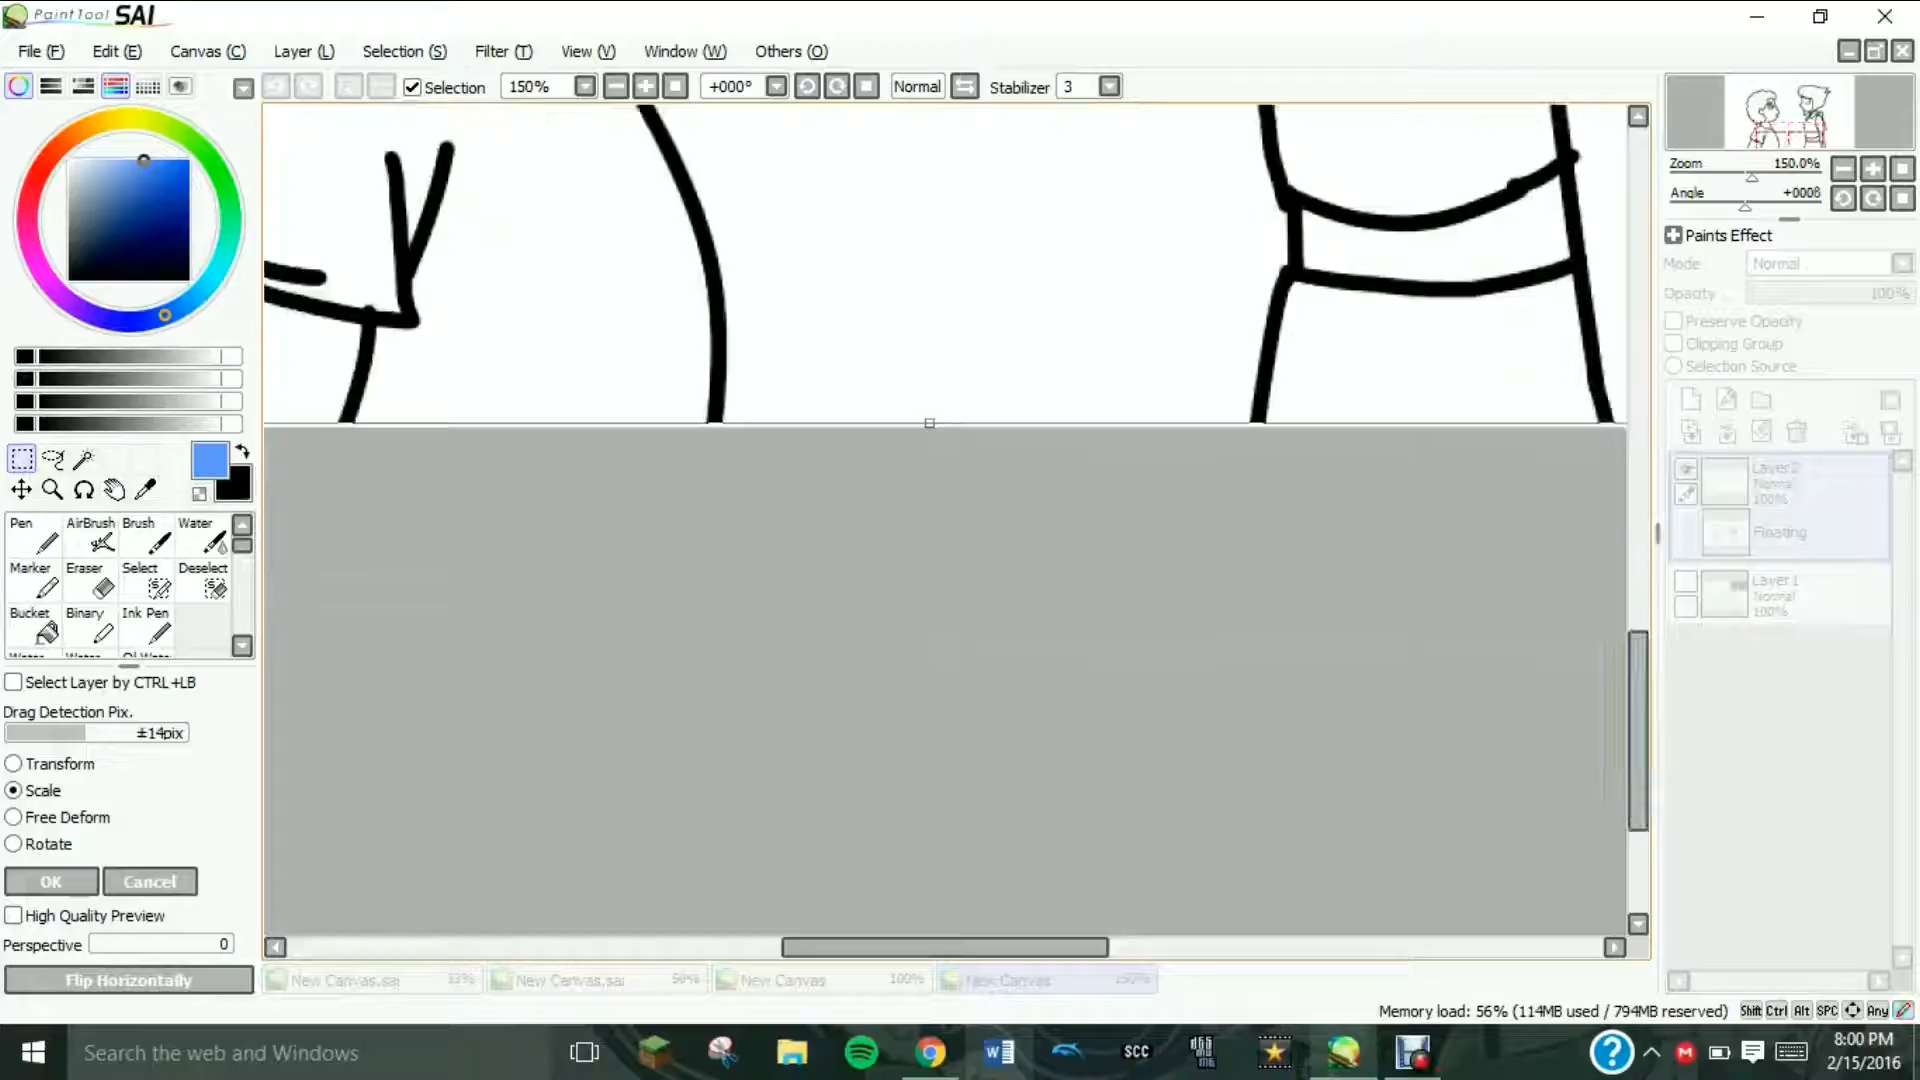 PaintTool SAI
File (F) Edit (E) Canvas (C) Layer (L) Selection (S) Filter (T) View (V) Window (W) Others (O)
Selection 150% +000° Normal Stabilizer 3
Zoom 150.0%
Angle +0008
Paints Effect
Mode Normal
Opacity 100%
Preserve Opacity
Clipping Group
Selection Source
Layer2
Normal
100%
Floating
Layer1
Normal
100%
Pen AirBrush Brush Water
Marker Eraser Select Deselect
Bucket Binary Ink Pen
Select Layer by CTRL+LB
Drag Detection Pix.
±14pix
Transform
Scale
Free Deform
Rotate
OK Cancel
High Quality Preview
Perspective 0
Flip Horizontally
New Canvas.sai 33% New Canvas.sai 50% New Canvas 100% New Canvas 150%
Memory load: 56% (114MB used / 794MB reserved) Shift Ctrl Alt SPC Any
Search the web and Windows
SCC
8:00 PM
2/15/2016